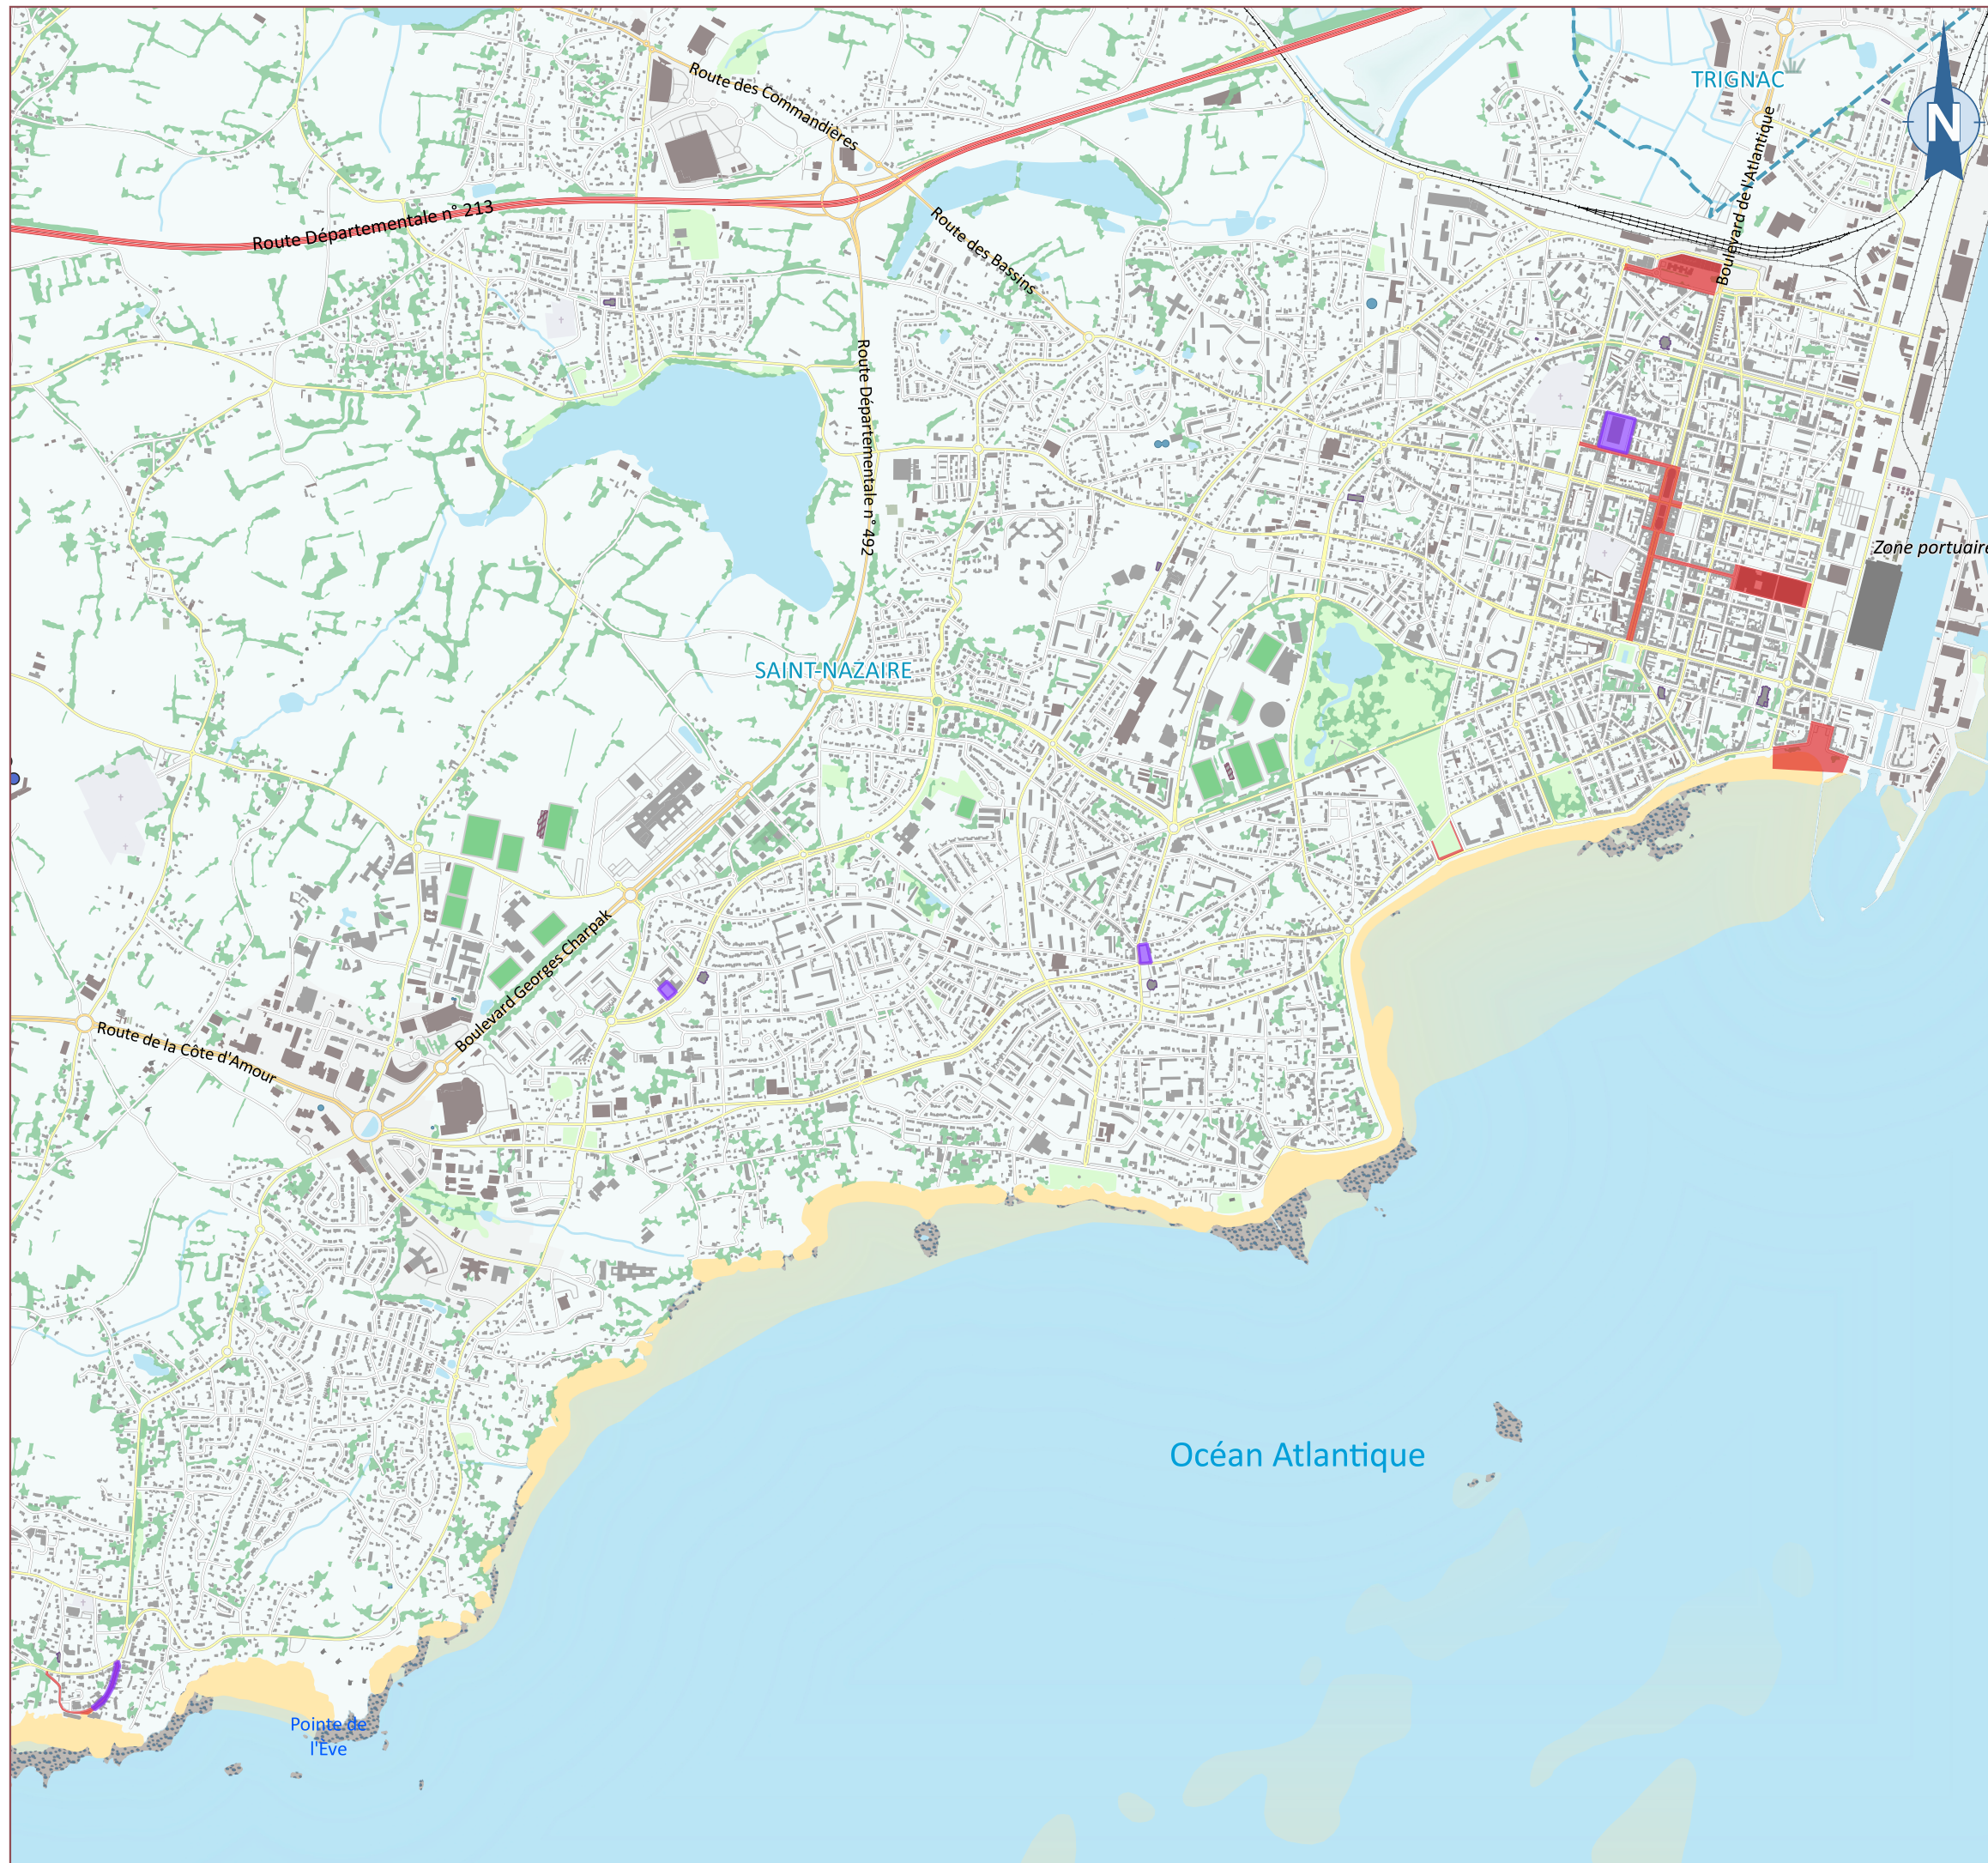 TRIGNAC
N
Route des Commandières
Boulevard de l'Atlantique
Route Départementale n° 213
Route des Bassins
Route Départementale n° 492
Zone portuaire
SAINT-NAZAIRE
Boulevard Georges Charpak
Route de la Côte d'Amour
Océan Atlantique
Pointe de
l'Eve